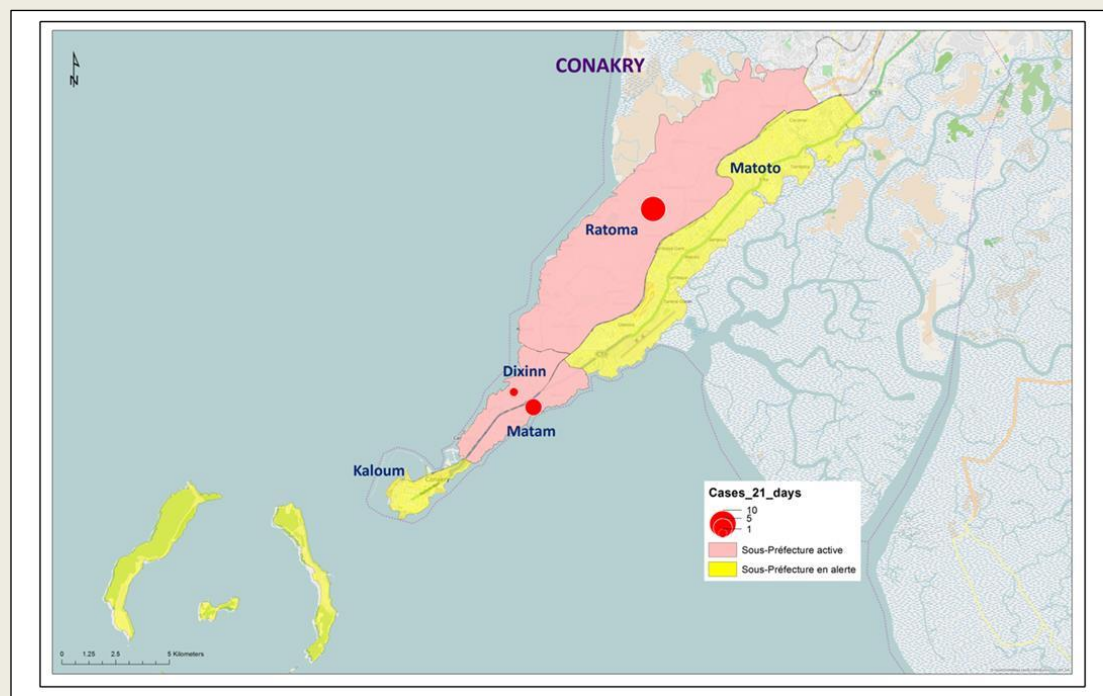 N
CONAKRY
Matoto
Ratoma
Dixinn
Matam
Kaloum
Cases_21_days
10
5
1
Sous-Préfecture active
Sous-Préfecture en alerte
0 1.25 2.5 5 Kilometers